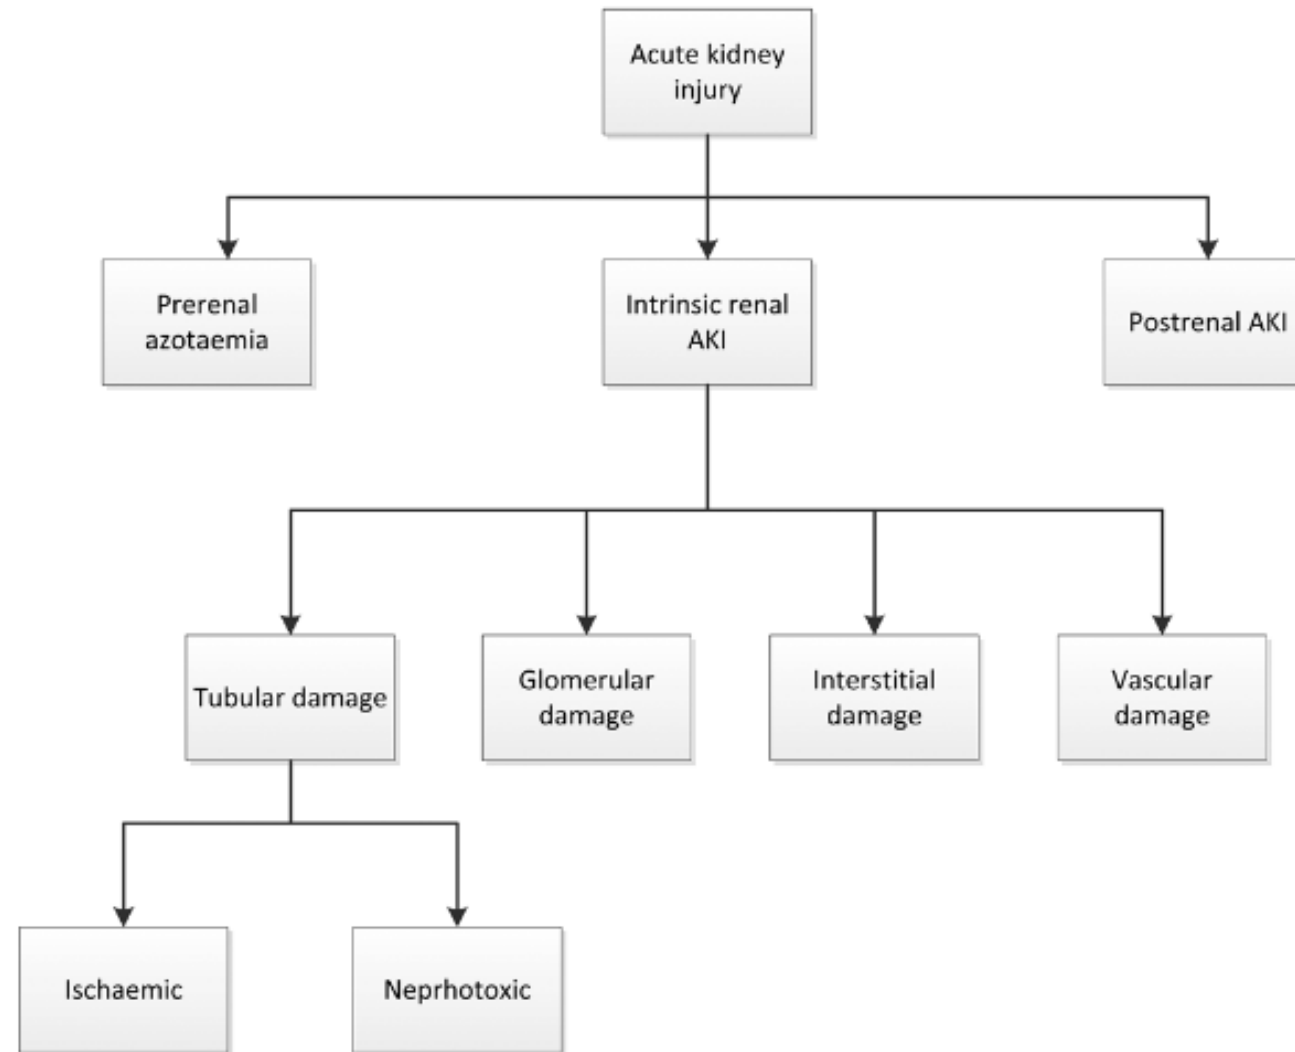 Acute kidney
injury
Prerenal
azotaemia
Intrinsic renal
AKI
Postrenal AKI
Tubular damage
Glomerular
damage
Interstitial
damage
Vascular
damage
Ischaemic
Neprhotoxic